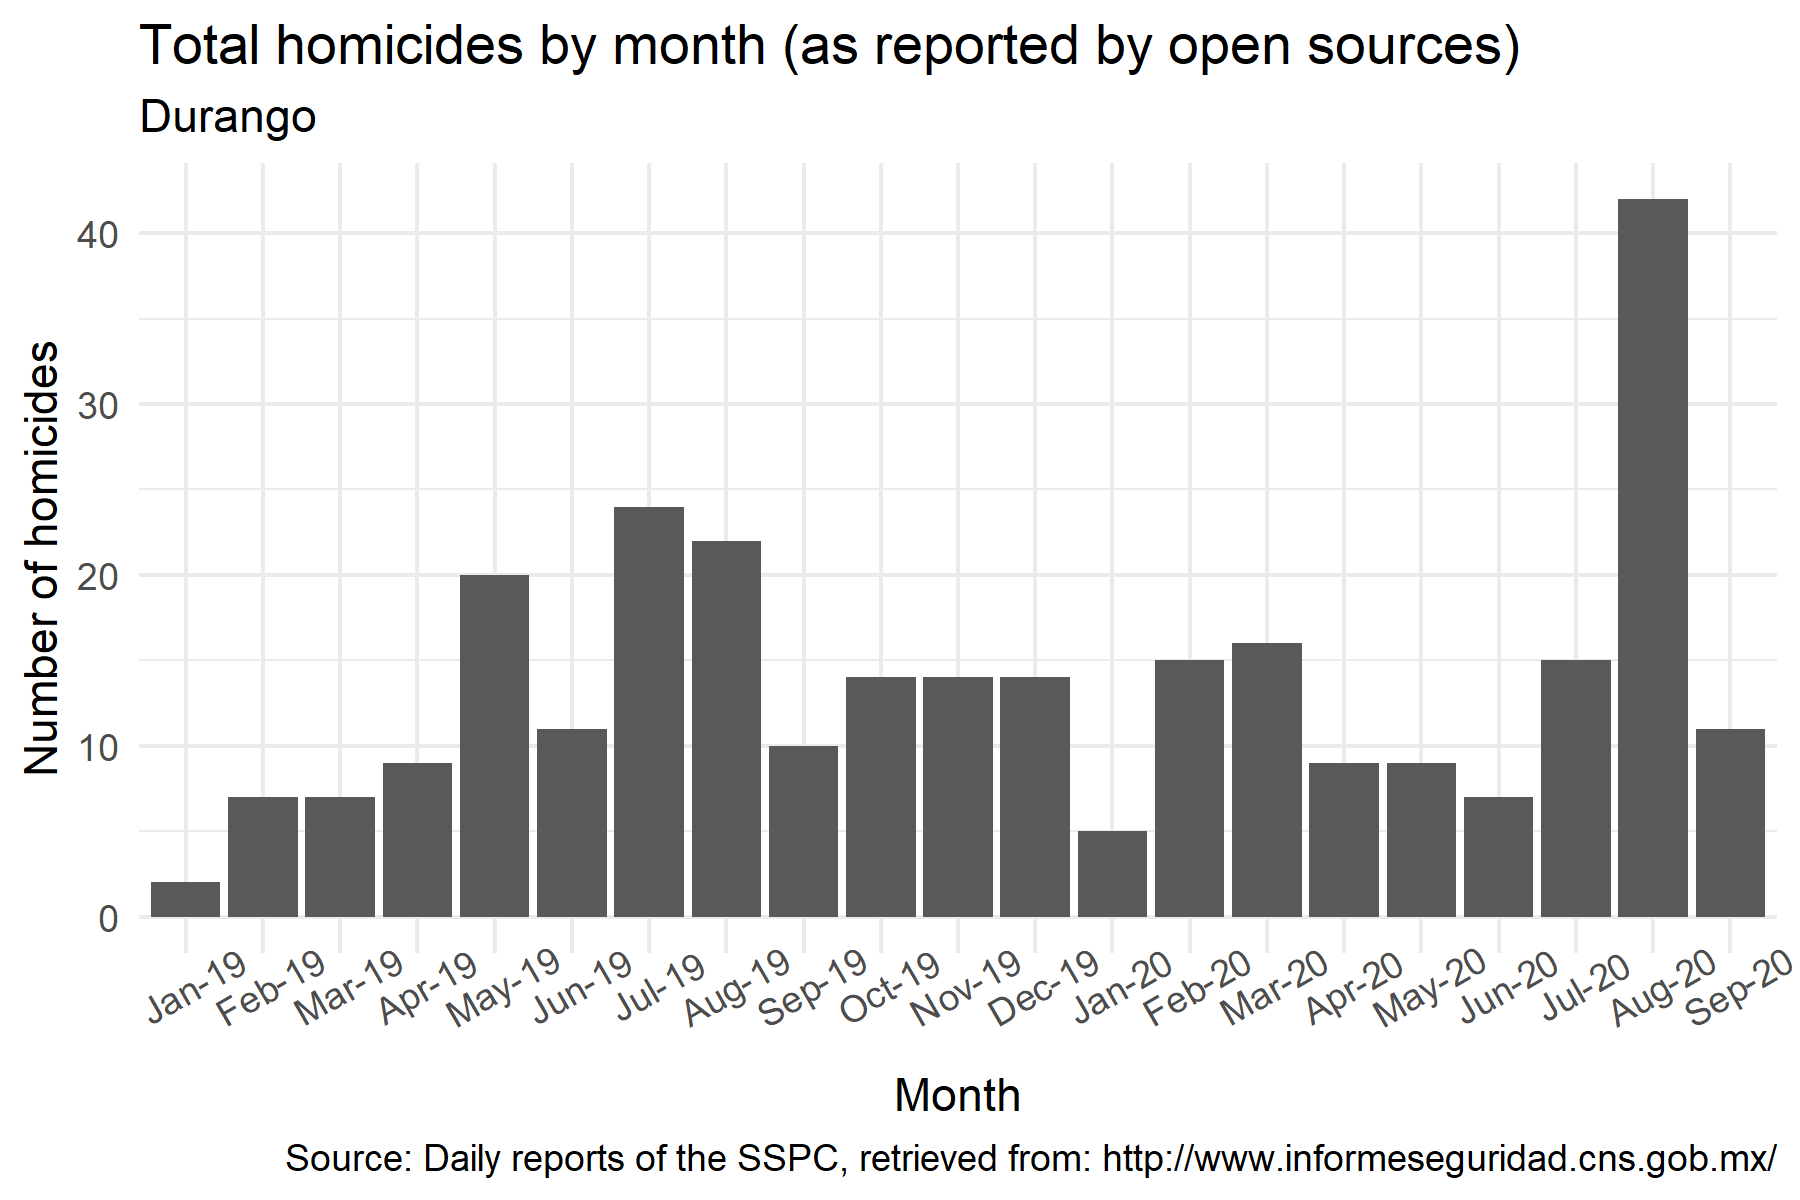 Total homicides by month (as reported by open sources)
Durango
Number of homicides
40
30
20
10
0
Jan-19
Feb-19
Mar-19
Apr-19
May-19
Jun-19
Jul-19
Aug-19
Sep-19
Oct-19
Nov-19
Dec-19
Jan-20
Feb-20
Mar-20
Apr-20
May-20
Jun-20
Jul-20
Aug-20
Sep-20
Month
Source: Daily reports of the SSPC, retrieved from: http://www.informeseguridad.cns.gob.mx/